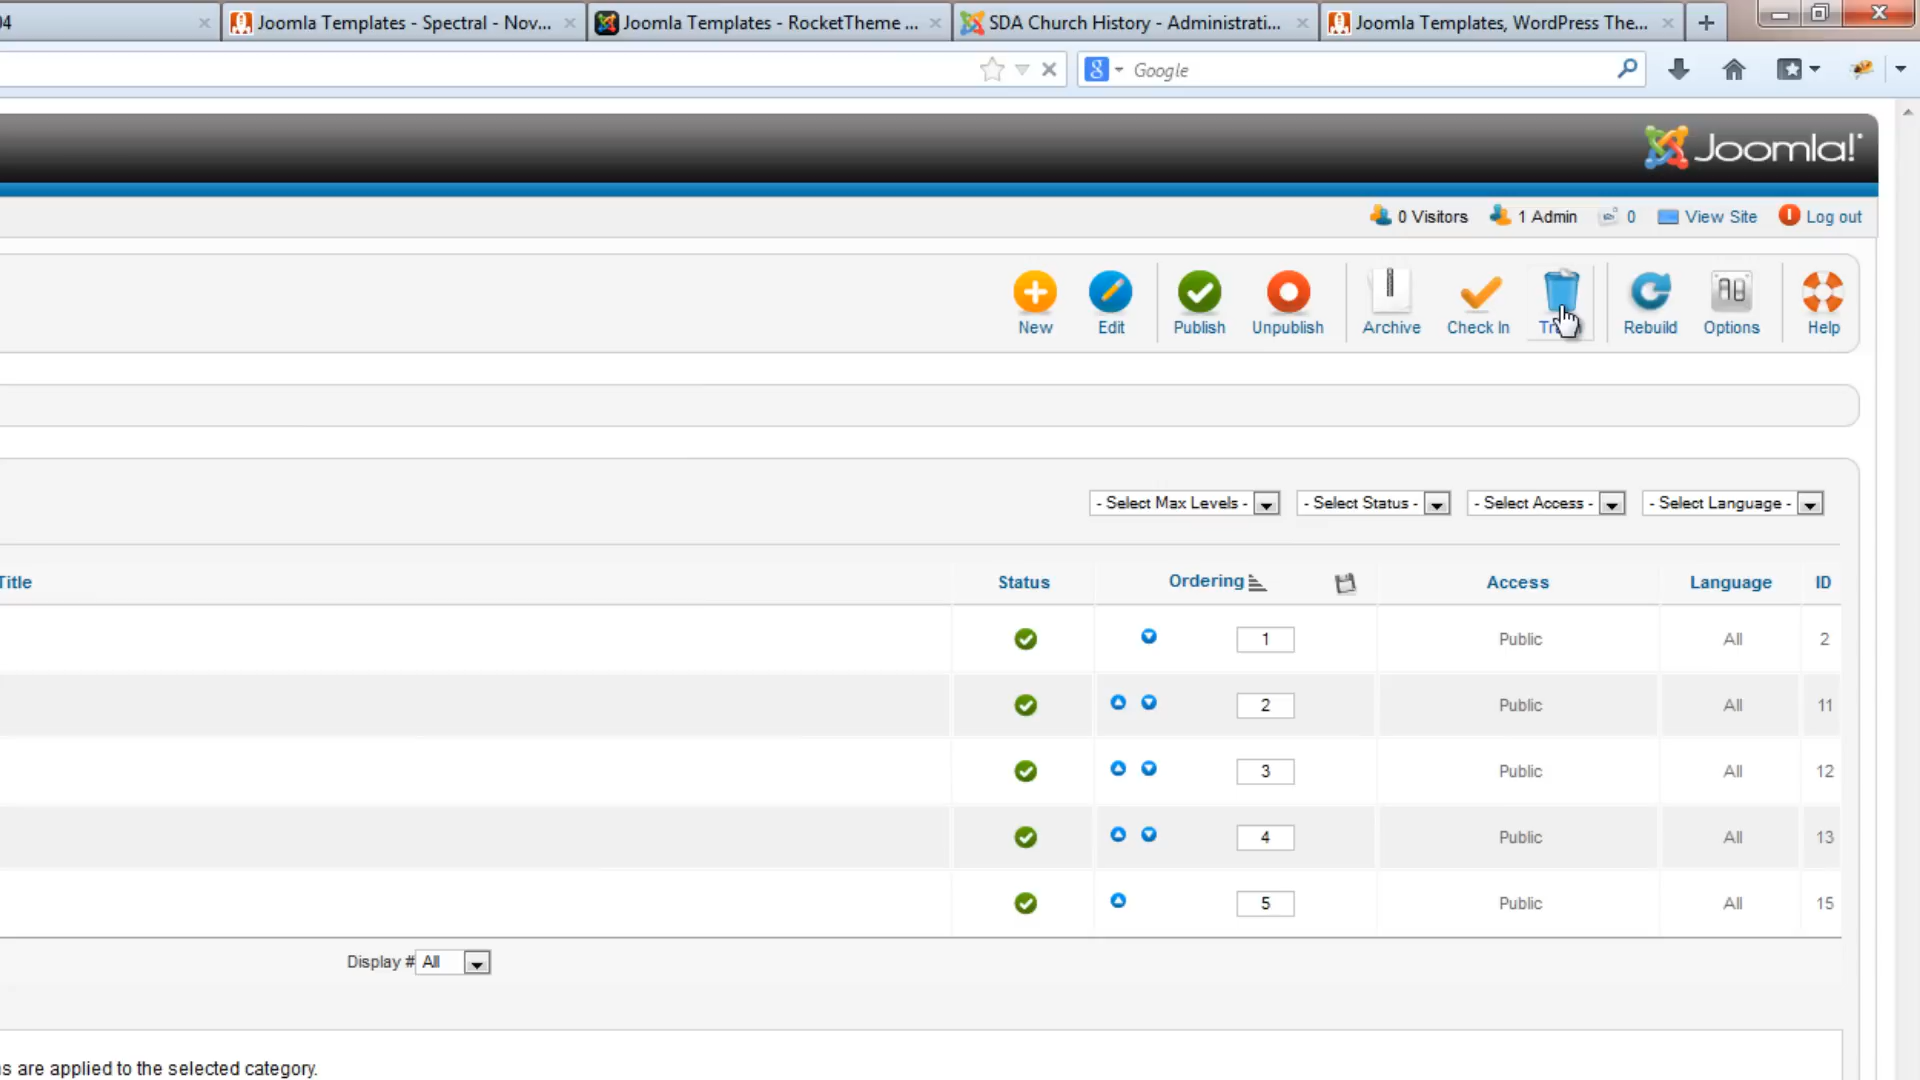 04
Joomla Templates - Spectral - Nov...
Joomla Templates - RocketTheme ...
SDA Church History - Administrati...
Joomla Templates, WordPress The...
Google
Joomla!
0 Visitors
1 Admin
0
View Site
Log out
New
Edit
Publish
Unpublish
Archive
Check In
Rebuild
Options
Help
- Select Max Levels -
- Select Status -
- Select Access -
- Select Language -
Title
Status
Ordering
Access
Language
ID
1 Public All 2
2 Public All 11
3 Public All 12
4 Public All 13
5 Public All 15
Display # All
are applied to the selected category.